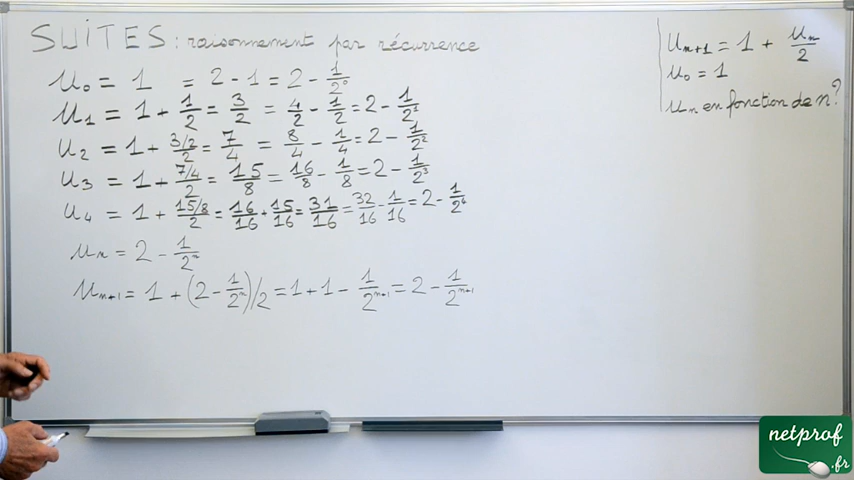 SUITES : raisonnement par récurrence
u₀ = 1 = 2 - 1 = 2 - 1/2⁰
u₁ = 1 + 1/2 = 3/2 = 4/2 - 1/2 = 2 - 1/2¹
u₂ = 1 + (3/2)/2 = 7/4 = 8/4 - 1/4 = 2 - 1/2²
u₃ = 1 + (7/4)/2 = 15/8 = 16/8 - 1/8 = 2 - 1/2³
u₄ = 1 + (15/8)/2 = 16/16 + 15/16 = 31/16 = 32/16 - 1/16 = 2 - 1/2⁴
uₙ = 2 - 1/2ⁿ
uₙ₊₁ = 1 + (2 - 1/2ⁿ)/2 = 1 + 1 - 1/2ⁿ⁺¹ = 2 - 1/2ⁿ⁺¹
uₙ₊₁ = 1 + uₙ/2
u₀ = 1
uₙ en fonction de n ?
netprof
.fr